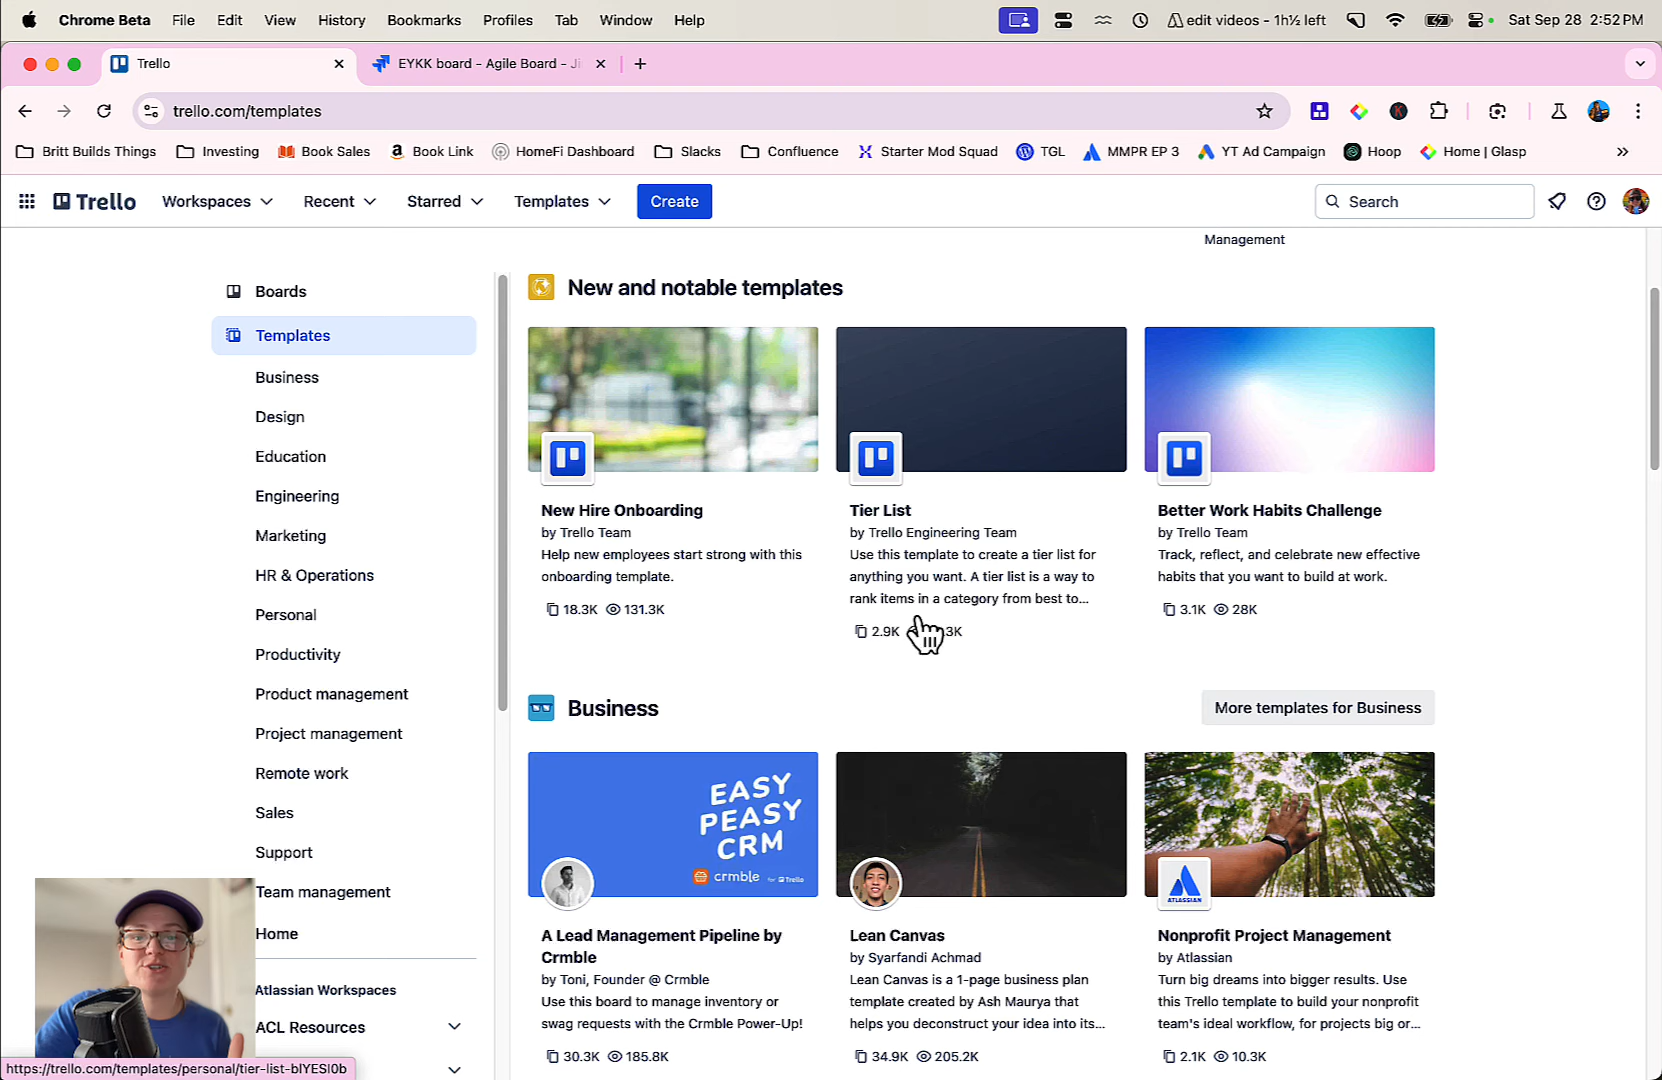 Chrome Beta File Edit View History Bookmarks Profiles Tab Window Help edit videos - 1h½ left Sat Sep 28 2:52 PM
Trello EYKK board - Agile Board -
trello.com/templates
Britt Builds Things Investing Book Sales Book Link HomeFi Dashboard Slacks Confluence Starter Mod Squad TGL MMPR EP 3 YT Ad Campaign Hoop Home | Glasp »
Trello Workspaces Recent Starred Templates Create Search
Management
Boards
Templates
Business
Design
Education
Engineering
Marketing
HR & Operations
Personal
Productivity
Product management
Project management
Remote work
Sales
Support
Team management
Home
Atlassian Workspaces
ACL Resources
New and notable templates
New Hire Onboarding
by Trello Team
Help new employees start strong with this
onboarding template.
18.3K 131.3K
Tier List
by Trello Engineering Team
Use this template to create a tier list for
anything you want. A tier list is a way to
rank items in a category from best to...
2.9K 3K
Better Work Habits Challenge
by Trello Team
Track, reflect, and celebrate new effective
habits that you want to build at work.
3.1K 28K
Business
More templates for Business
EASY
PEASY
CRM
crmble for Trello
A Lead Management Pipeline by
Crmble
by Toni, Founder @ Crmble
Use this board to manage inventory or
swag requests with the Crmble Power-Up!
30.3K 185.8K
Lean Canvas
by Syarfandi Achmad
Lean Canvas is a 1-page business plan
template created by Ash Maurya that
helps you deconstruct your idea into its...
34.9K 205.2K
ATLASSIAN
Nonprofit Project Management
by Atlassian
Turn big dreams into bigger results. Use
this Trello template to build your nonprofit
team's ideal workflow, for projects big or...
2.1K 10.3K